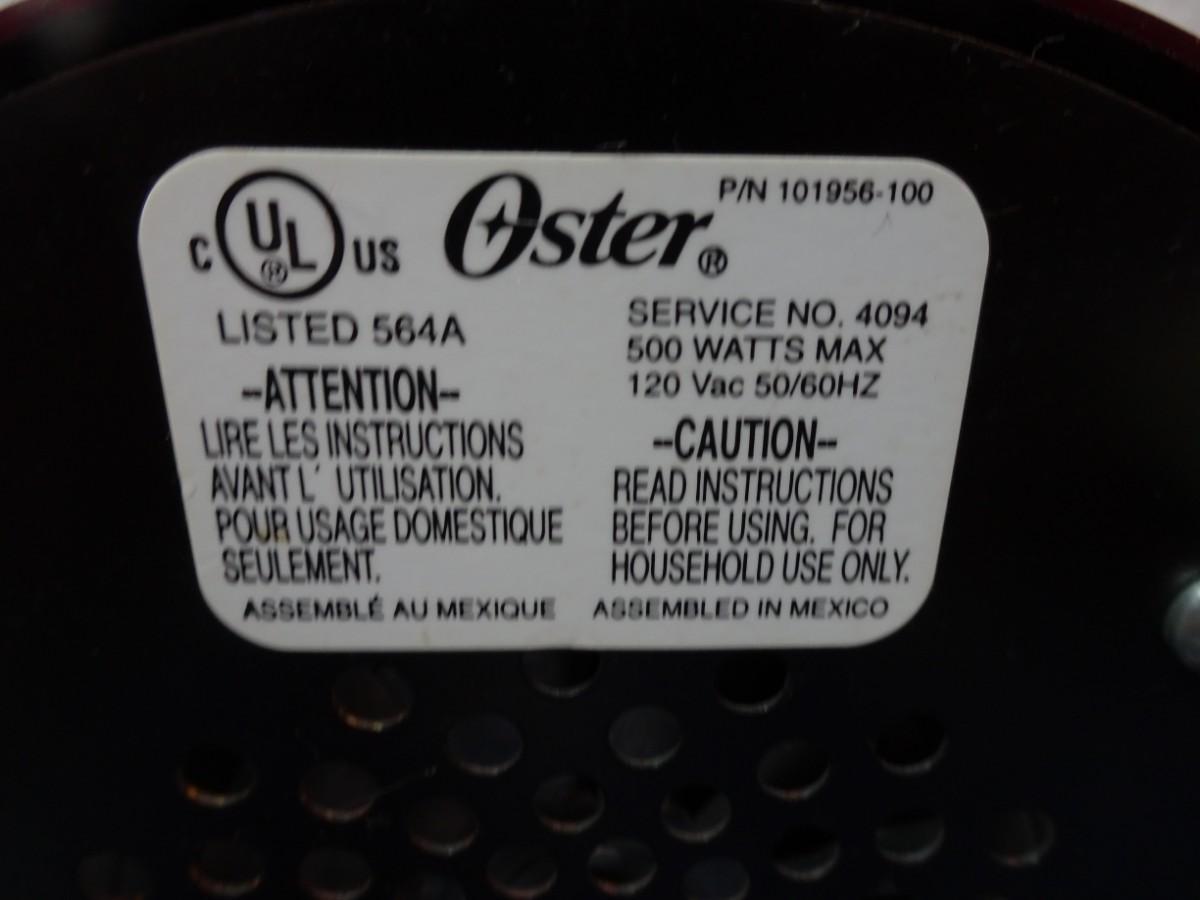 C UL® US
Oster®
P/N 101956-100
LISTED 564A
SERVICE NO. 4094
500 WATTS MAX
120 Vac 50/60HZ
--ATTENTION--
LIRE LES INSTRUCTIONS
AVANT L´ UTILISATION.
POUR USAGE DOMESTIQUE
SEULEMENT.
ASSEMBLÉ AU MEXIQUE
--CAUTION--
READ INSTRUCTIONS
BEFORE USING. FOR
HOUSEHOLD USE ONLY.
ASSEMBLED IN MEXICO